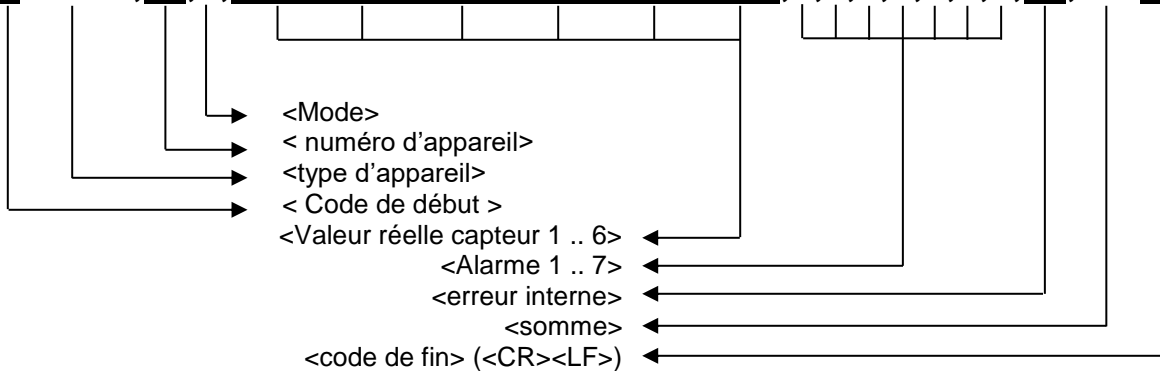 <Mode>
< numéro d’appareil>
<type d’appareil>
< Code de début >
<Valeur réelle capteur 1 .. 6>
<Alarme 1 .. 7>
<erreur interne>
<somme>
<code de fin> (<CR><LF>)